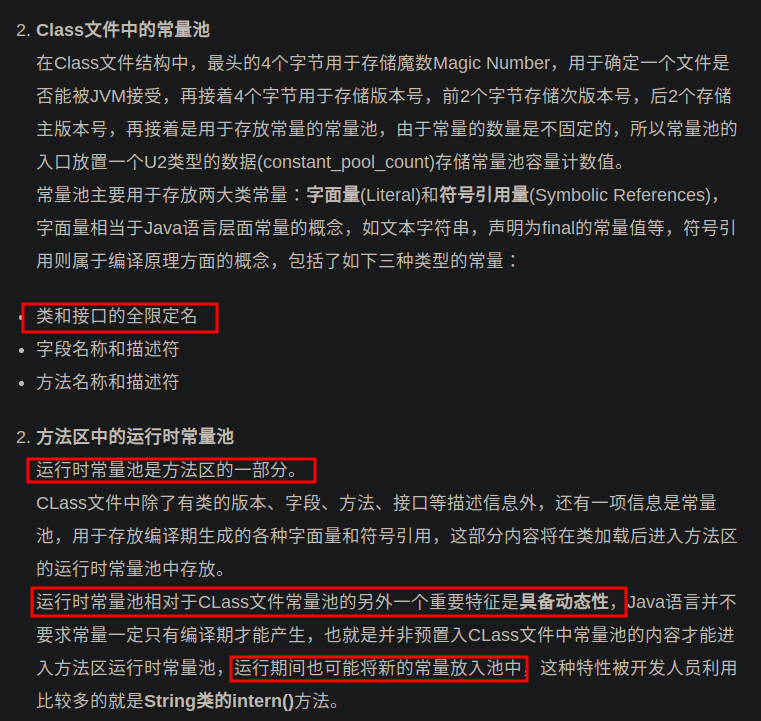 2. Class文件中的常量池
在Class文件结构中，最头的4个字节用于存储魔数Magic Number，用于确定一个文件是
否能被JVM接受，再接着4个字节用于存储版本号，前2个字节存储次版本号，后2个存储
主版本号，再接着是用于存放常量的常量池，由于常量的数量是不固定的，所以常量池的
入口放置一个U2类型的数据(constant_pool_count)存储常量池容量计数值。
常量池主要用于存放两大类常量：字面量(Literal)和符号引用量(Symbolic References)，
字面量相当于Java语言层面常量的概念，如文本字符串，声明为final的常量值等，符号引
用则属于编译原理方面的概念，包括了如下三种类型的常量：
• 类和接口的全限定名
• 字段名称和描述符
• 方法名称和描述符
2. 方法区中的运行时常量池
运行时常量池是方法区的一部分。
CLass文件中除了有类的版本、字段、方法、接口等描述信息外，还有一项信息是常量
池，用于存放编译期生成的各种字面量和符号引用，这部分内容将在类加载后进入方法区
的运行时常量池中存放。
运行时常量池相对于CLass文件常量池的另外一个重要特征是具备动态性，Java语言并不
要求常量一定只有编译期才能产生，也就是并非预置入CLass文件中常量池的内容才能进
入方法区运行时常量池，运行期间也可能将新的常量放入池中，这种特性被开发人员利用
比较多的就是String类的intern()方法。